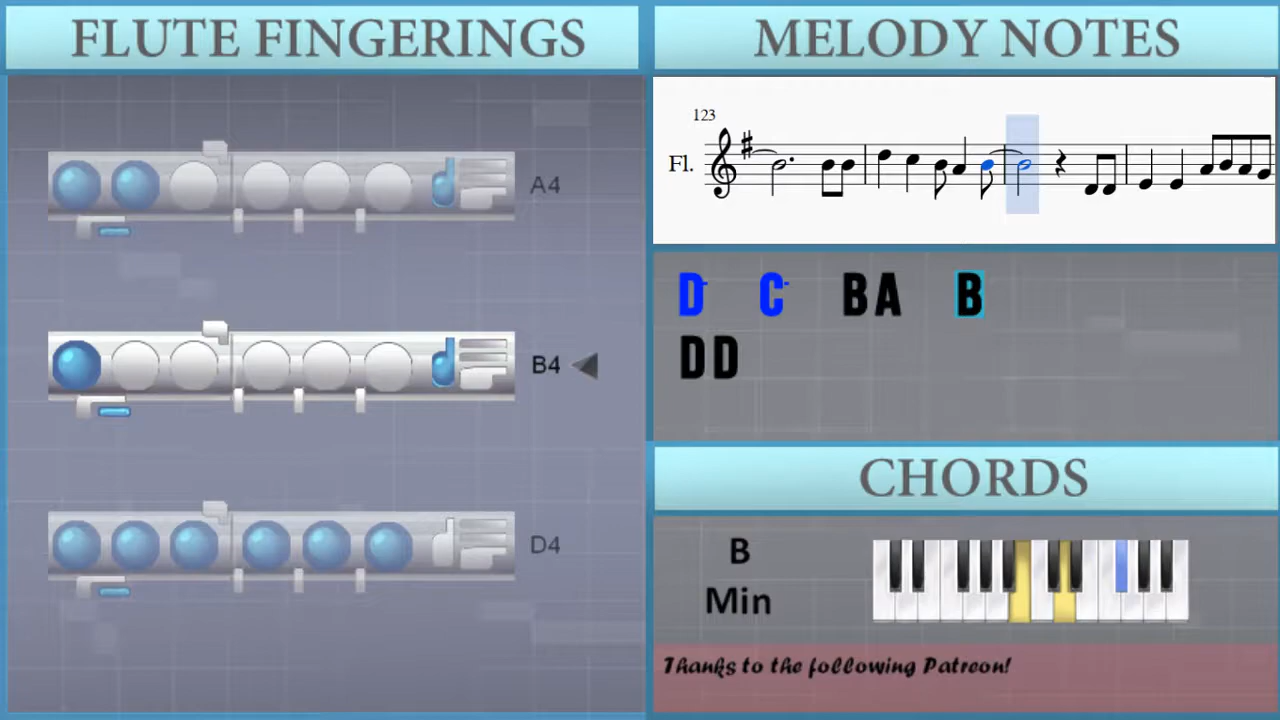 FLUTE FINGERINGS
A4
B4
D4
MELODY NOTES
123
Fl.
D- C- BA B
DD
CHORDS
B
Min
Thanks to the following Patreon!